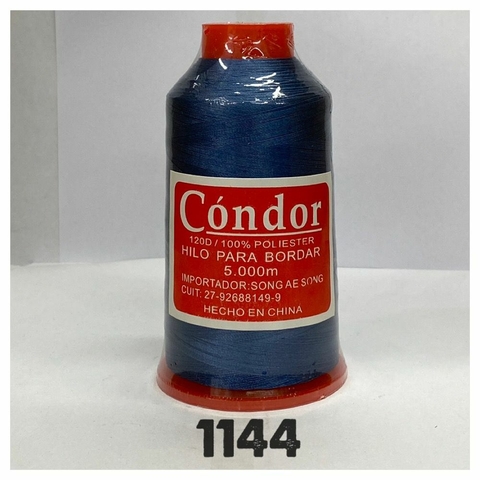 Cóndor
120D / 100% POLIESTER
HILO PARA BORDAR
5.000m
IMPORTADOR:SONG AE SONG
CUIT: 27-92688149-9
HECHO EN CHINA
1144